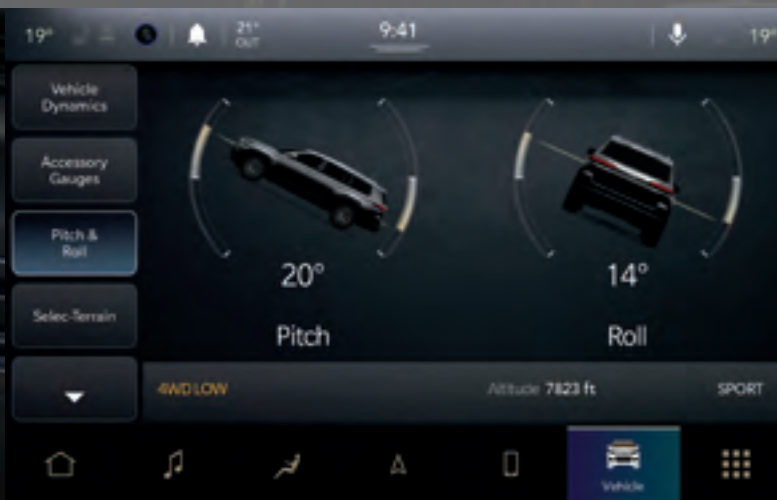 19°
21°
OUT
9:41
19°
Vehicle
Dynamics
Accessory
Gauges
Pitch &
Roll
Selec-Terrain
20°
14°
Pitch
Roll
4WD LOW
Altitude 7823 ft
SPORT
Vehicle